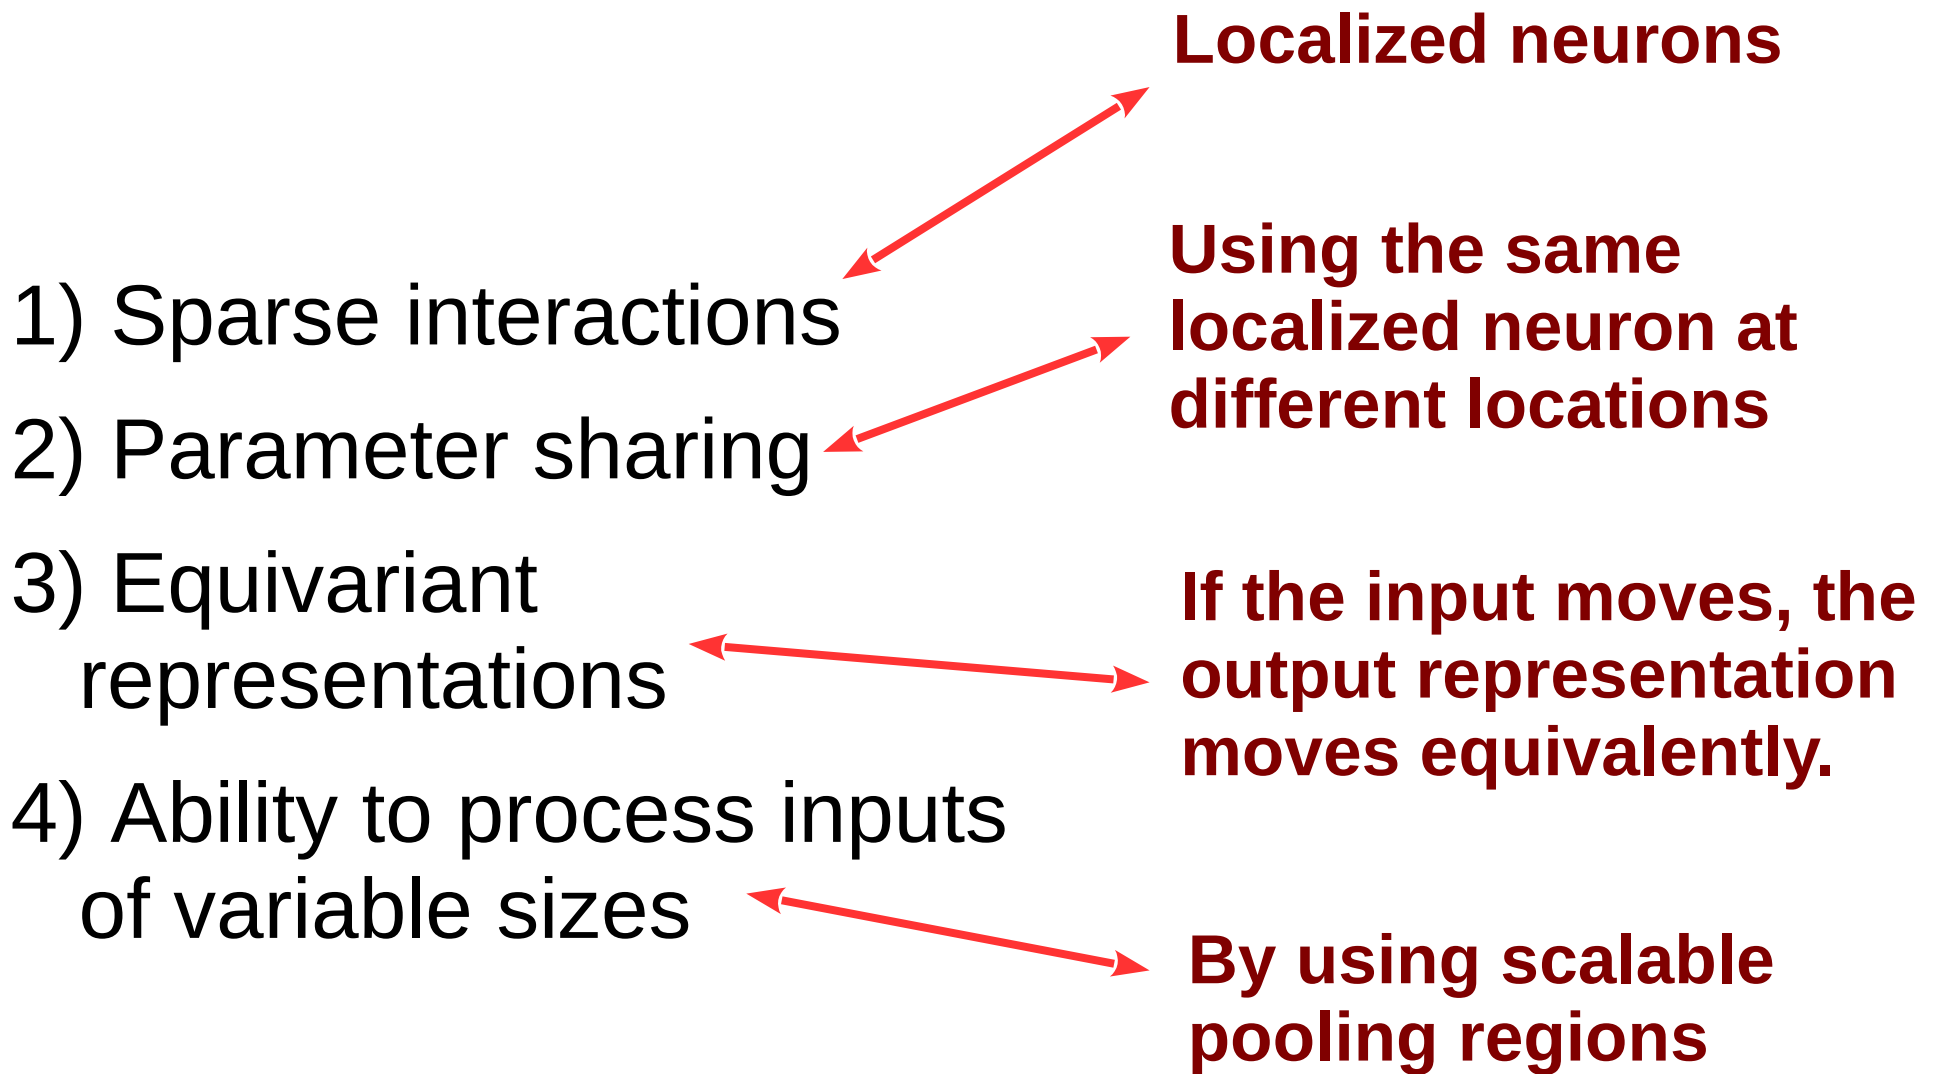 Localized neurons
1) Sparse interactions
Using the same
localized neuron at
different locations
2) Parameter sharing
3) Equivariant
representations
If the input moves, the
output representation
moves equivalently.
4) Ability to process inputs
of variable sizes
By using scalable
pooling regions